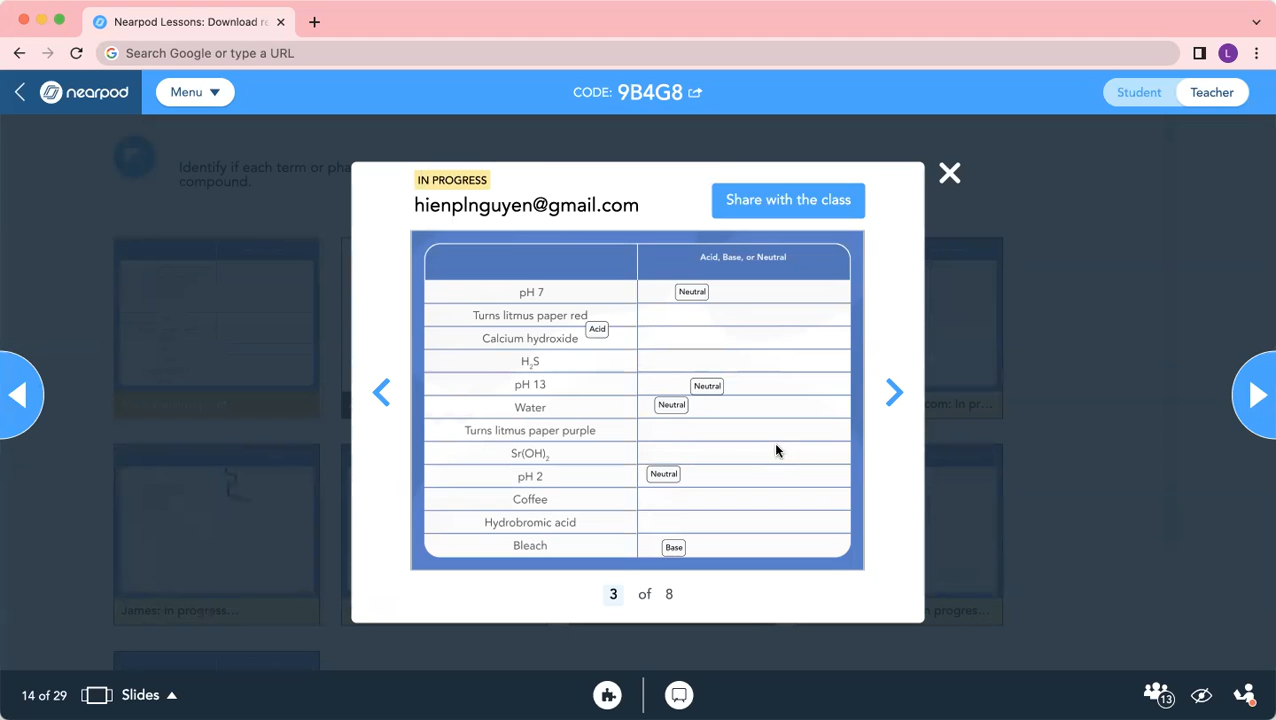 Nearpod Lessons: Download r
Search Google or type a URL
L
nearpod
Menu
CODE: 9B4G8
Student
Teacher
Identify if each term or
compound.
IN PROGRESS
hienplnguyen@gmail.com
Share with the class
Acid, Base, or Neutral
pH 7
Neutral
Turns litmus paper red
Acid
Calcium hydroxide
H₂S
pH 13
Neutral
Water
Neutral
Turns litmus paper purple
Sr(OH)₂
pH 2
Neutral
Coffee
Hydrobromic acid
Bleach
Base
3 of 8
com: In pr...
James: in progress...
n progres...
14 of 29
Slides
13